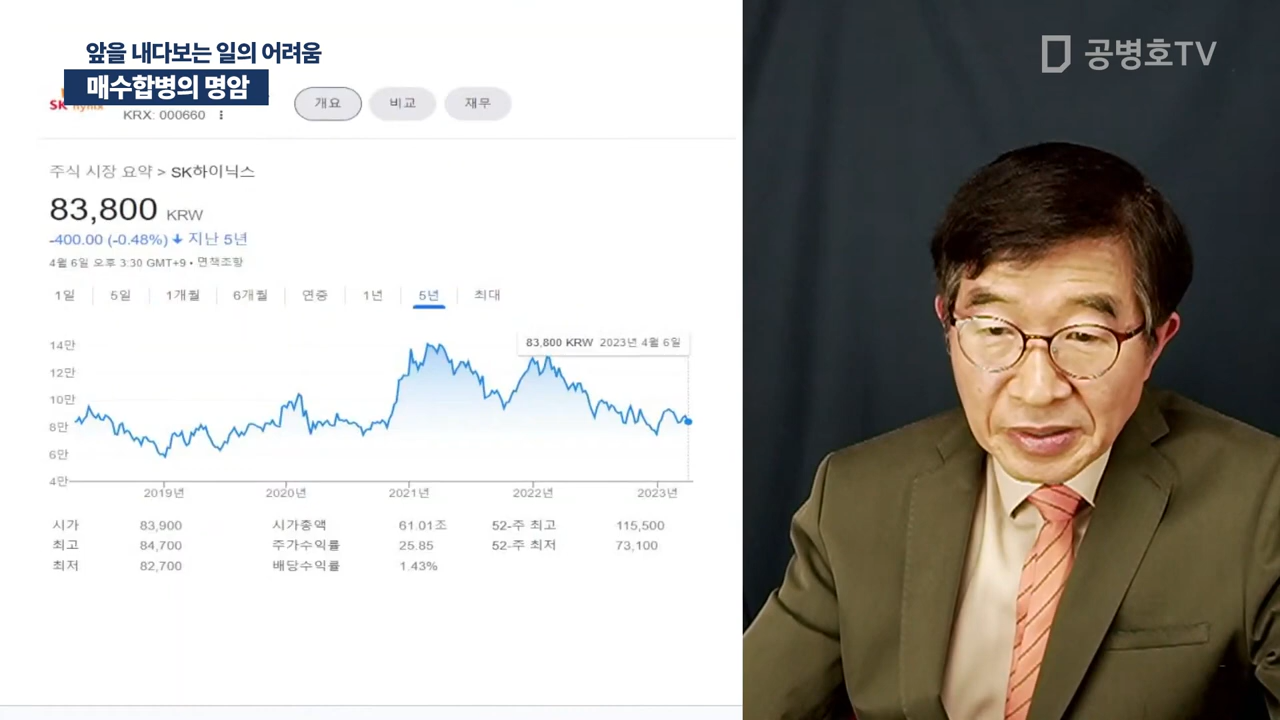 앞을 내다보는 일의 어려움
매수합병의 명암
공병호TV
SK hynix
KRX: 000660
개요 비교 재무
주식 시장 요약 > SK하이닉스
83,800 KRW
-400.00 (-0.48%) ↓ 지난 5년
4월 6일 오후 3:30 GMT+9 • 면책조항
1일 5일 1개월 6개월 연중 1년 5년 최대
83,800 KRW 2023년 4월 6일
14만
12만
10만
8만
6만
4만
2019년 2020년 2021년 2022년 2023년
시가 83,900 시가총액 61.01조 52-주 최고 115,500
최고 84,700 주가수익률 25.85 52-주 최저 73,100
최저 82,700 배당수익률 1.43%